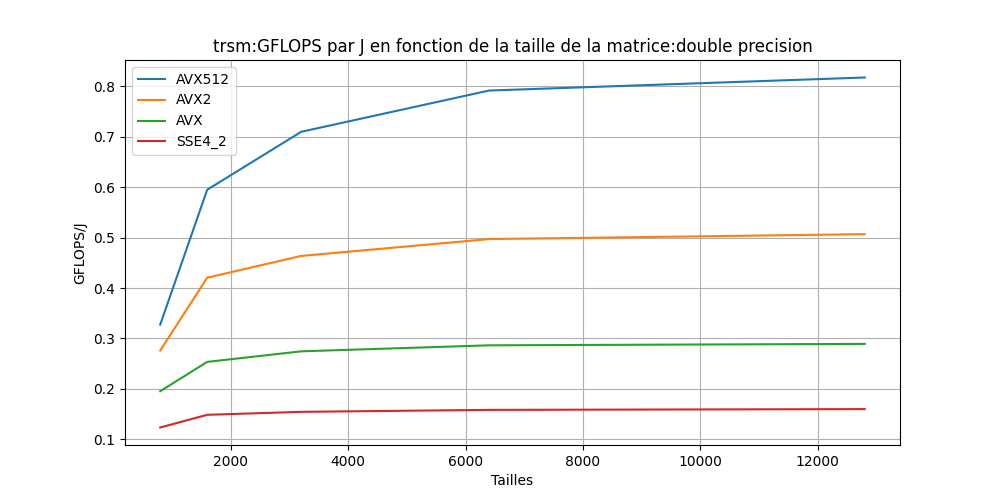 trsm:GFLOPS par J en fonction de la taille de la matrice:double precision
AVX512
AVX2
AVX
SSE4_2
0.8
0.7
0.6
0.5
0.4
0.3
0.2
0.1
GFLOPS/J
2000
4000
6000
8000
10000
12000
Tailles